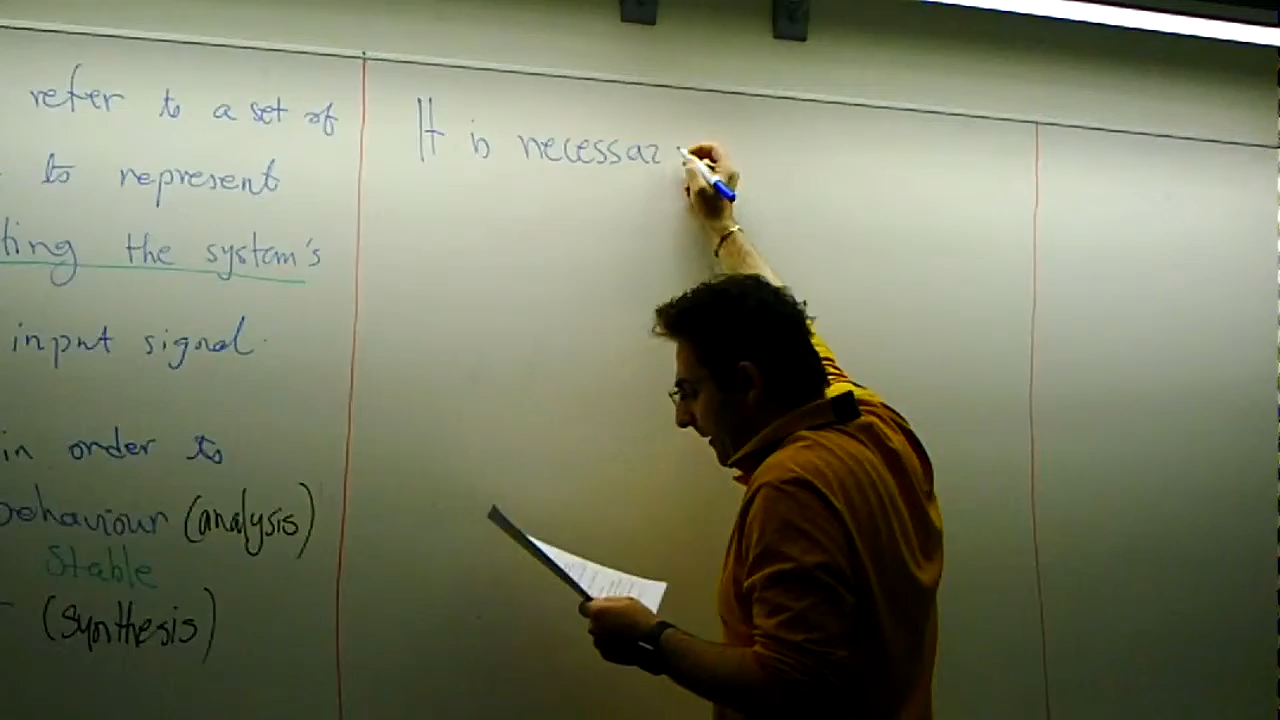 refer to a set of
to represent
ting the system's
input signal.
in order to
behaviour (analysis)
Stable
(synthesis)
It is necessar